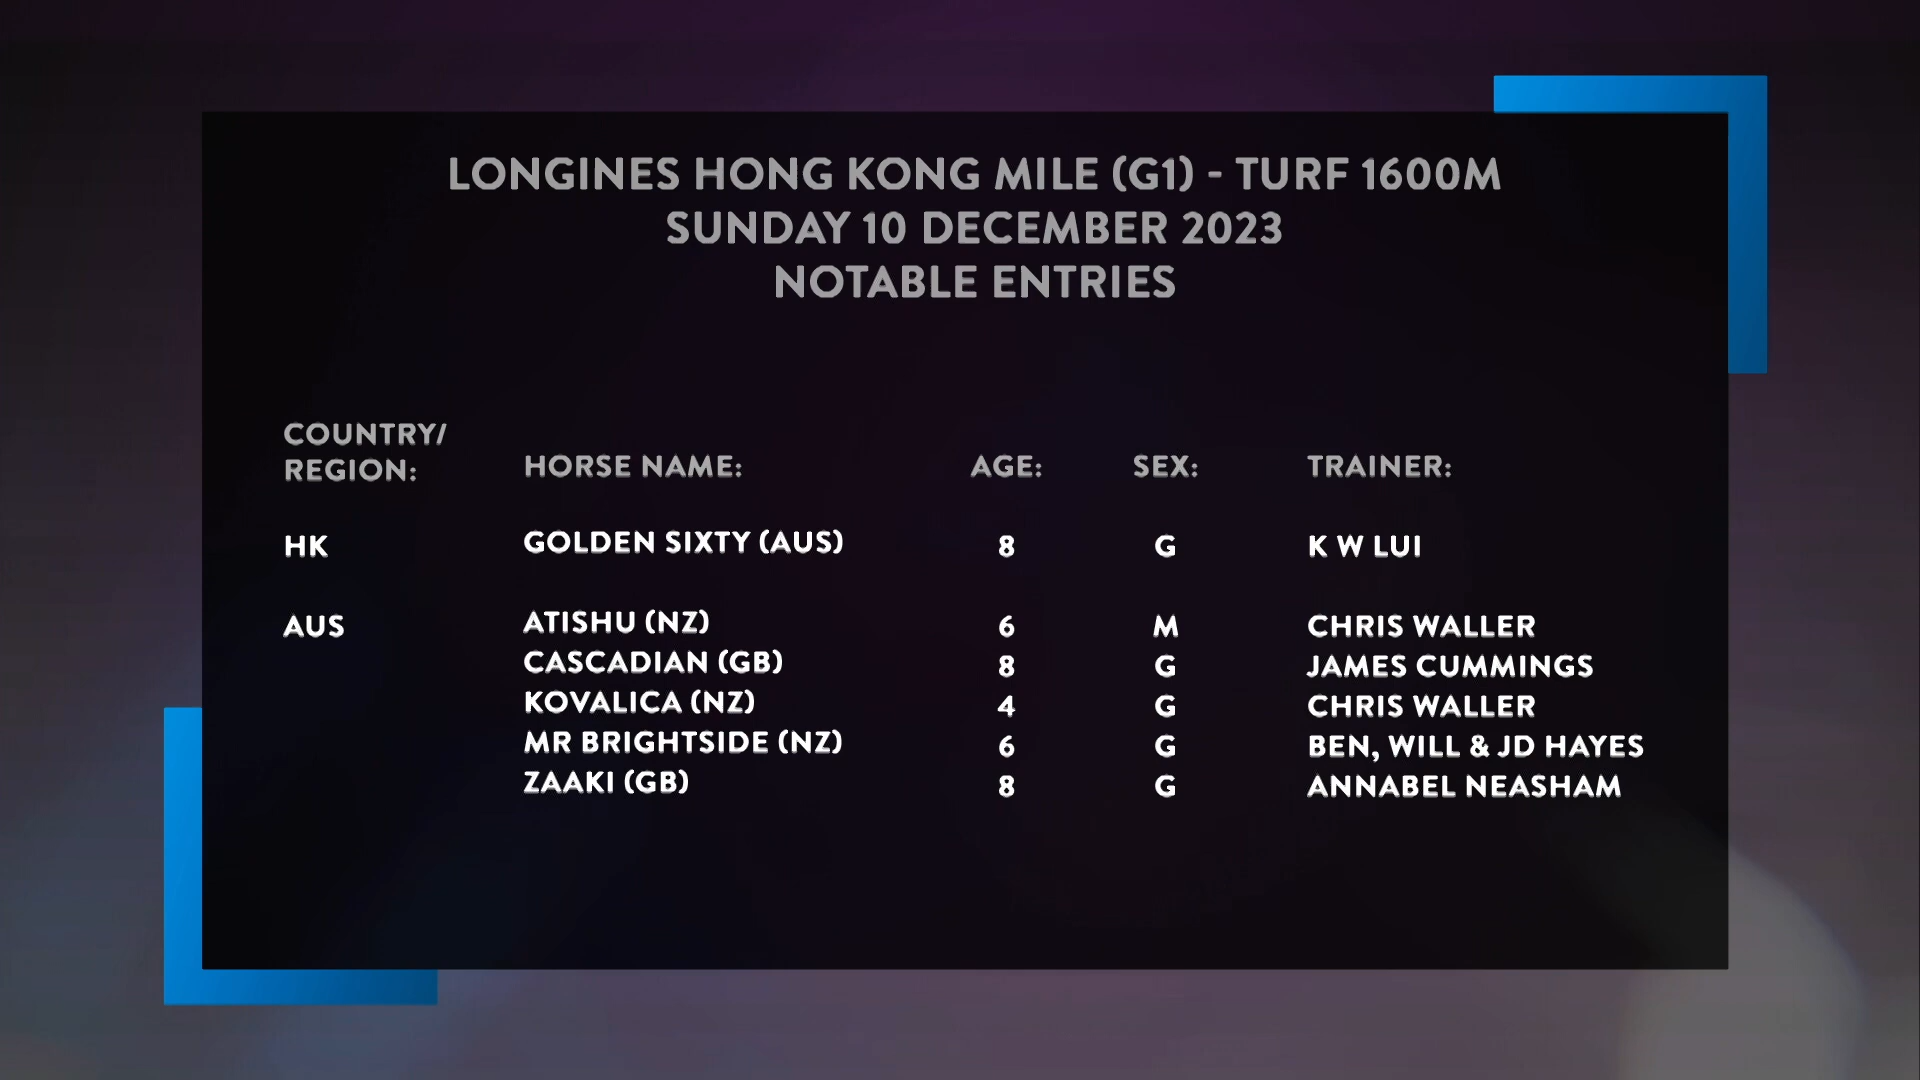 LONGINES HONG KONG MILE (G1) - TURF 1600M
SUNDAY 10 DECEMBER 2023
NOTABLE ENTRIES
COUNTRY/
REGION: HORSE NAME: AGE: SEX: TRAINER:
HK GOLDEN SIXTY (AUS) 8 G K W LUI
AUS ATISHU (NZ) 6 M CHRIS WALLER
CASCADIAN (GB) 8 G JAMES CUMMINGS
KOVALICA (NZ) 4 G CHRIS WALLER
MR BRIGHTSIDE (NZ) 6 G BEN, WILL & JD HAYES
ZAAKI (GB) 8 G ANNABEL NEASHAM